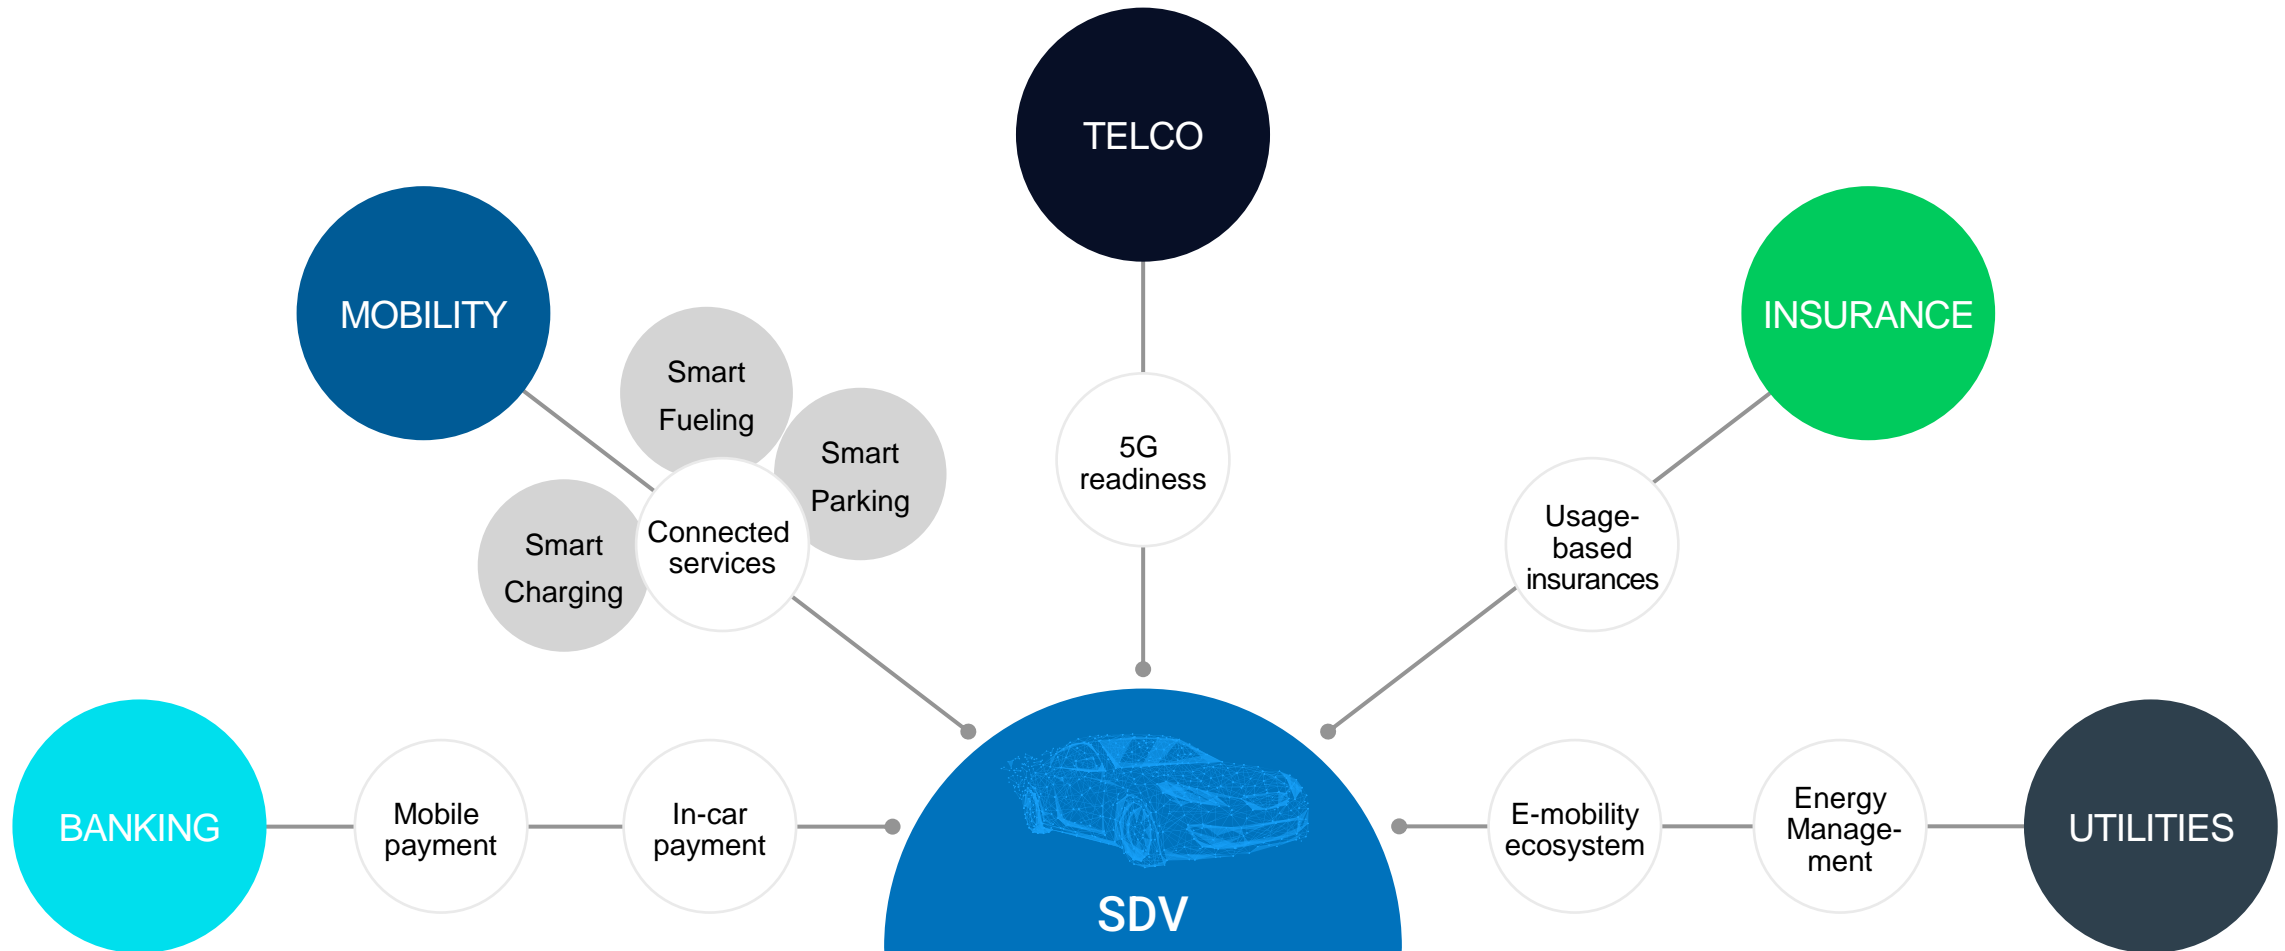 TELCO
MOBILITY
INSURANCE
Smart
Fueling
Smart
Parking
5G
readiness
Smart
Charging
Connected
services
Usage-
based
insurances
BANKING
Mobile
payment
In-car
payment
SDV
E-mobility
ecosystem
Energy
Manage-
ment
UTILITIES